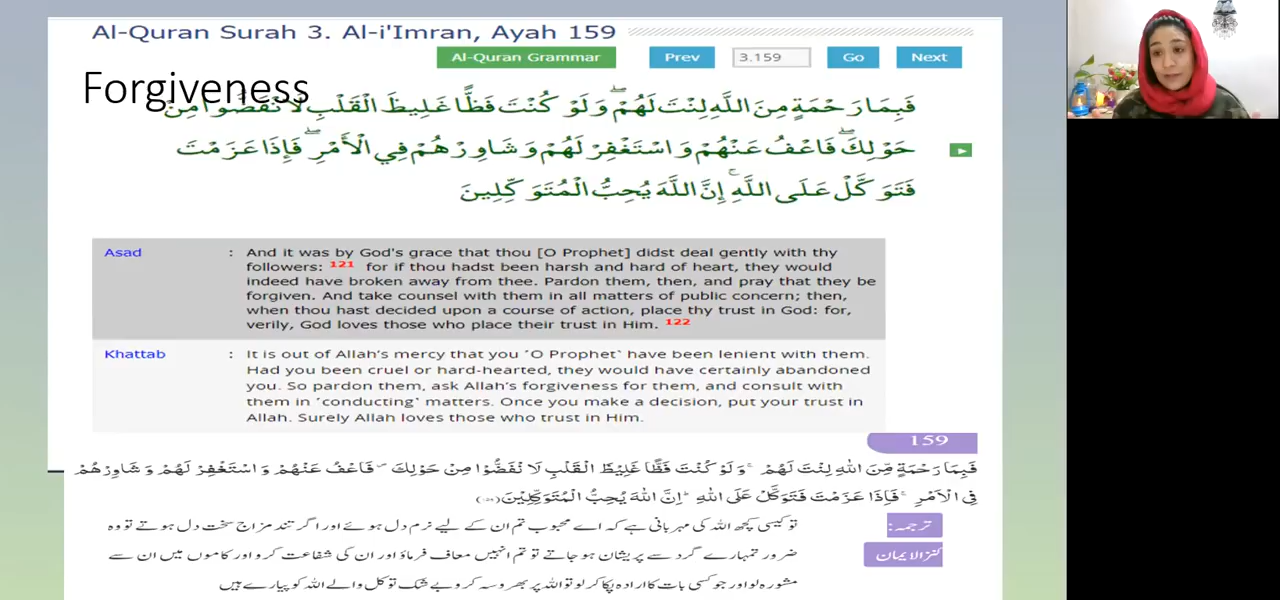 Al-Quran Surah 3. Al-i'Imran, Ayah 159
Al-Quran Grammar
Prev
3.159
Go
Next
Forgiveness
فَبِمَا رَحْمَةٍ مِنَ اللَّهِ لِنْتَ لَهُمْ ۖ وَلَوْ كُنْتَ فَظًّا غَلِيظَ الْقَلْبِ لَانْفَضُّوا مِنْ
حَوْلِكَ ۖ فَاعْفُ عَنْهُمْ وَاسْتَغْفِرْ لَهُمْ وَشَاوِرْهُمْ فِي الْأَمْرِ ۖ فَإِذَا عَزَمْتَ
فَتَوَكَّلْ عَلَى اللَّهِ ۚ إِنَّ اللَّهَ يُحِبُّ الْمُتَوَكِّلِينَ
Asad : And it was by God's grace that thou [O Prophet] didst deal gently with thy
followers: 121 for if thou hadst been harsh and hard of heart, they would
indeed have broken away from thee. Pardon them, then, and pray that they be
forgiven. And take counsel with them in all matters of public concern; then,
when thou hast decided upon a course of action, place thy trust in God: for,
verily, God loves those who place their trust in Him. 122
Khattab : It is out of Allah's mercy that you ˹O Prophet˺ have been lenient with them.
Had you been cruel or hard-hearted, they would have certainly abandoned
you. So pardon them, ask Allah's forgiveness for them, and consult with
them in ˹conducting˺ matters. Once you make a decision, put your trust in
Allah. Surely Allah loves those who trust in Him.
159
فَبِمَا رَحْمَةٍ مِّنَ اللهِ لِنْتَ لَهُمْ ۚ وَلَوْ كُنْتَ فَظًّا غَلِيْظَ الْقَلْبِ لَا نْفَضُّوْا مِنْ حَوْلِكَ ۪ فَاعْفُ عَنْهُمْ وَاسْتَغْفِرْ لَهُمْ وَشَاوِرْهُمْ
فِی الْاَمْرِ ۚ فَاِذَا عَزَمْتَ فَتَوَكَّلْ عَلَى اللهِ ؕ اِنَّ اللهَ يُحِبُّ الْمُتَوَكِّلِيْنَ
ترجمہ: تو کیسی کچھ اللہ کی مہربانی ہے کہ اے محبوب تم ان کے لیے نرم دل ہوئے اور اگر تند مزاج سخت دل ہوتے تو وہ
کنزالایمان ضرور تمہارے گرد سے پریشان ہو جاتے تو تم انہیں معاف فرماؤ اور ان کی شفاعت کرو اور کاموں میں ان سے
مشورہ لو اور جو کسی بات کا ارادہ پکا کر لو تو اللہ پر بھروسہ کرو بے شک توکل والے اللہ کو پیارے ہیں